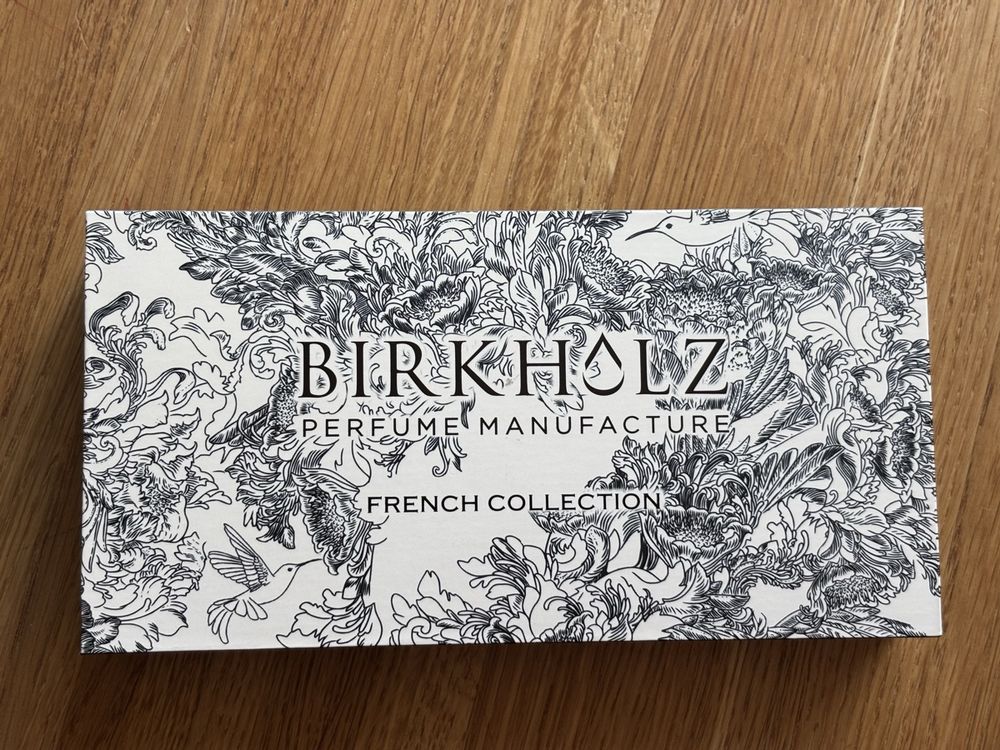 BIRKHOLZ
PERFUME MANUFACTURE
FRENCH COLLECTION